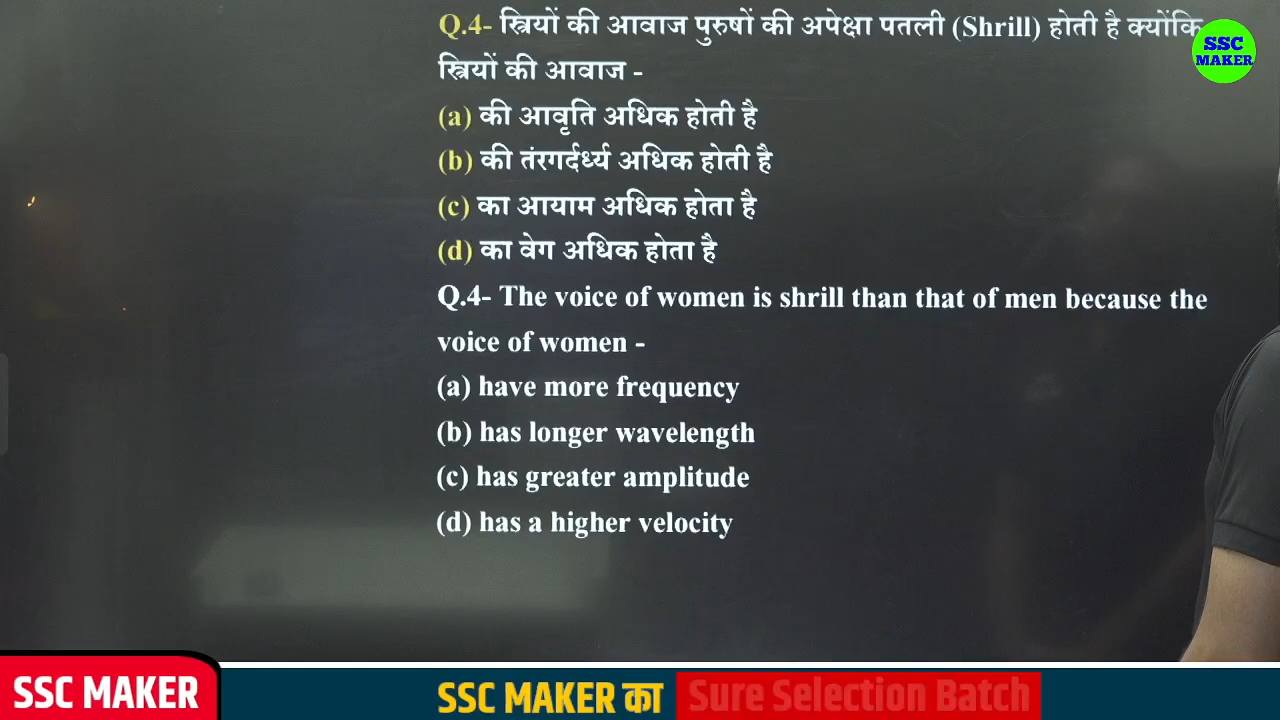 Q.4- स्त्रियों की आवाज पुरुषों की अपेक्षा पतली (Shrill) होती है क्योंकि
स्त्रियों की आवाज -
(a) की आवृति अधिक होती है
(b) की तंरगर्दर्ध्य अधिक होती है
(c) का आयाम अधिक होता है
(d) का वेग अधिक होता है
Q.4- The voice of women is shrill than that of men because the
voice of women -
(a) have more frequency
(b) has longer wavelength
(c) has greater amplitude
(d) has a higher velocity
SSC
MAKER
SSC MAKER
SSC MAKER का Sure Selection Batch